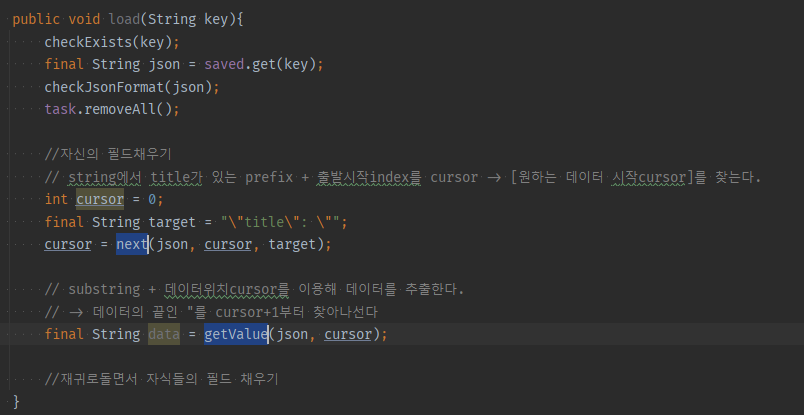 public void load(String key){
checkExists(key);
final String json = saved.get(key);
checkJsonFormat(json);
task.removeAll();
//자신의 필드채우기
// string에서 title가 있는 prefix + 출발시작index를 cursor -> [원하는 데이터 시작cursor]를 찾는다.
int cursor = 0;
final String target = "\"title\": \"";
cursor = next(json, cursor, target);
// substring + 데이터위치cursor를 이용해 데이터를 추출한다.
// -> 데이터의 끝인 "를 cursor+1부터 찾아나선다
final String data = getValue(json, cursor);
//재귀로돌면서 자식들의 필드 채우기
}